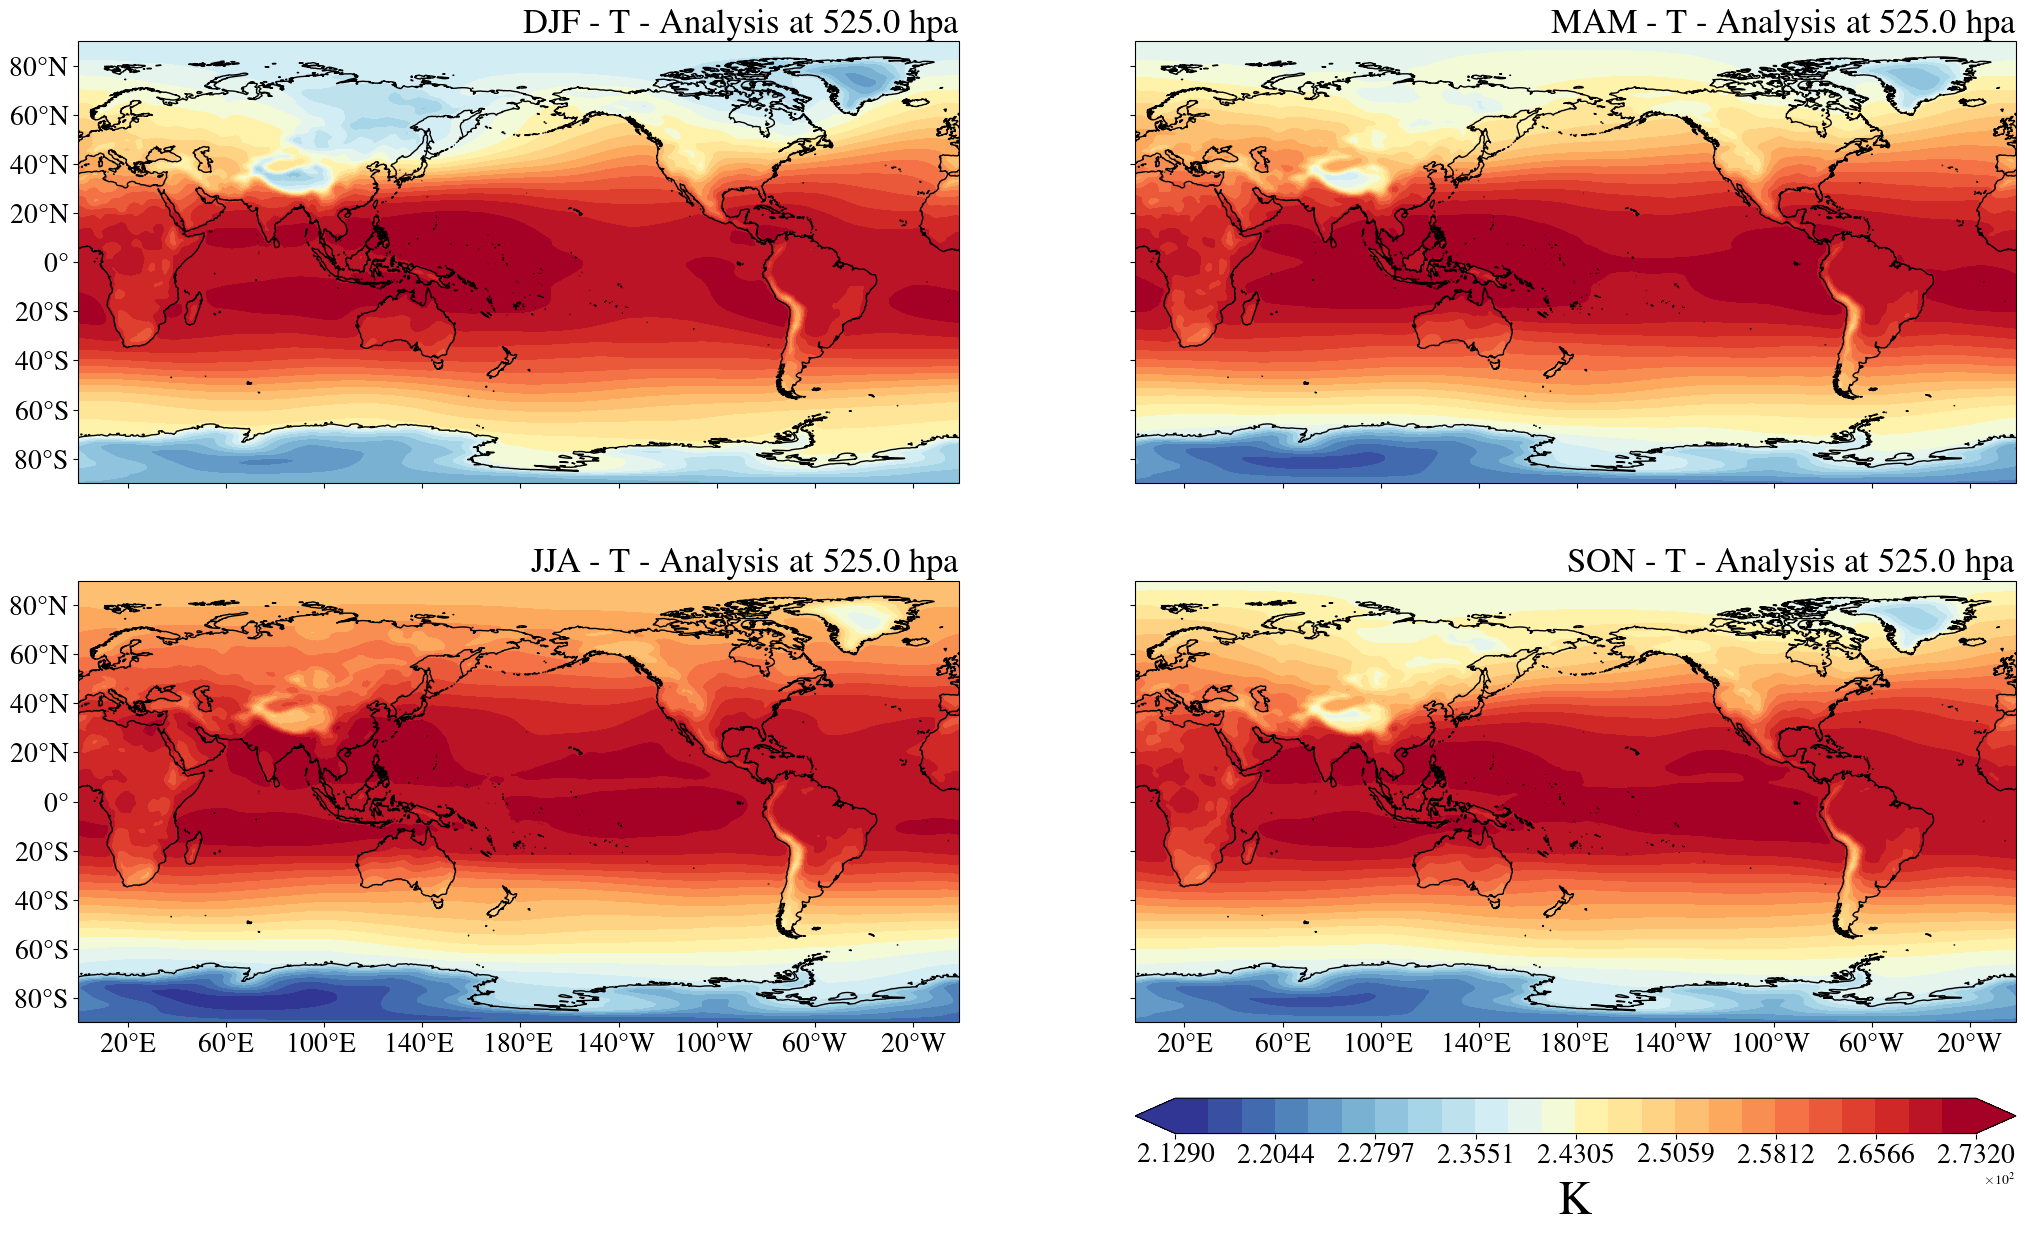 DJF - T - Analysis at 525.0 hpa
MAM - T - Analysis at 525.0 hpa
80°N
60°N
40°N
20°N
0°
20°S
40°S
60°S
80°S
JJA - T - Analysis at 525.0 hpa
SON - T - Analysis at 525.0 hpa
80°N
60°N
40°N
20°N
0°
20°S
40°S
60°S
80°S
20°E 60°E 100°E 140°E 180°E 140°W 100°W 60°W 20°W
20°E 60°E 100°E 140°E 180°E 140°W 100°W 60°W 20°W
2.1290 2.2044 2.2797 2.3551 2.4305 2.5059 2.5812 2.6566 2.7320
×10²
K